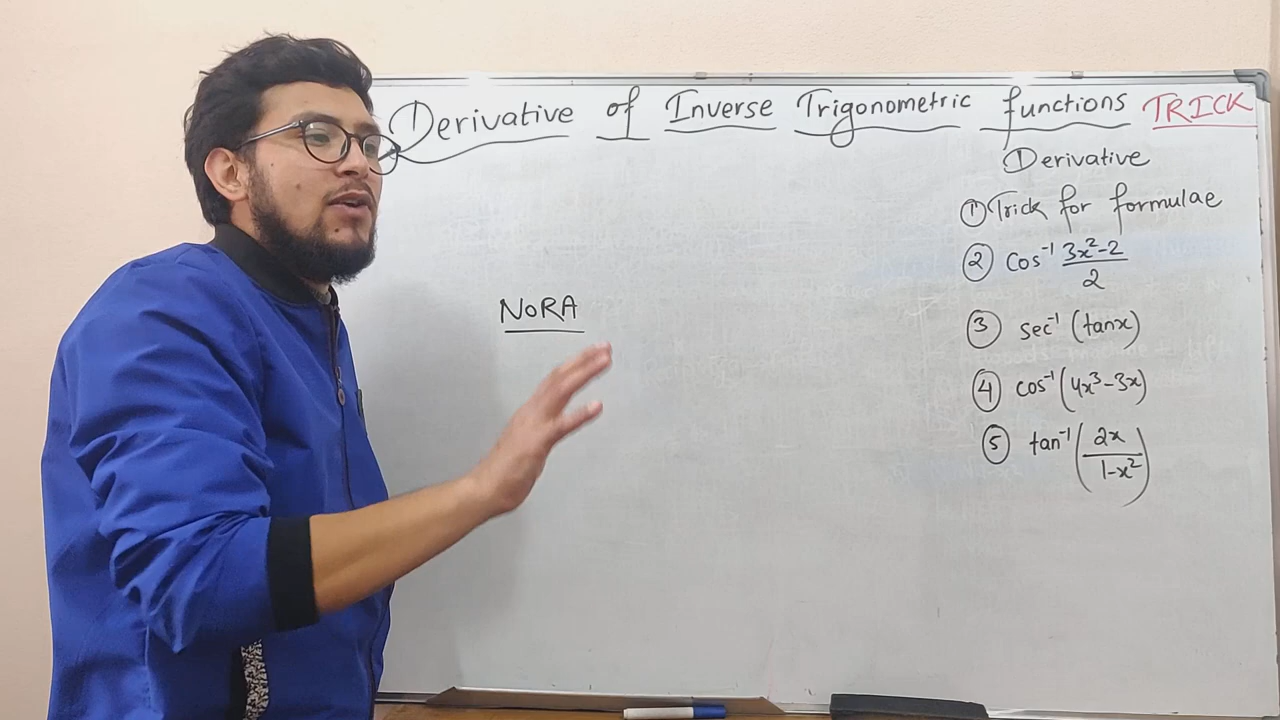 Derivative of Inverse Trigonometric functions TRICK
Derivative
① Trick for formulae
② cos⁻¹ (3x²-2)/2
③ sec⁻¹ (tanx)
④ cos⁻¹ (4x³-3x)
⑤ tan⁻¹ (2x/(1-x²))
NORA